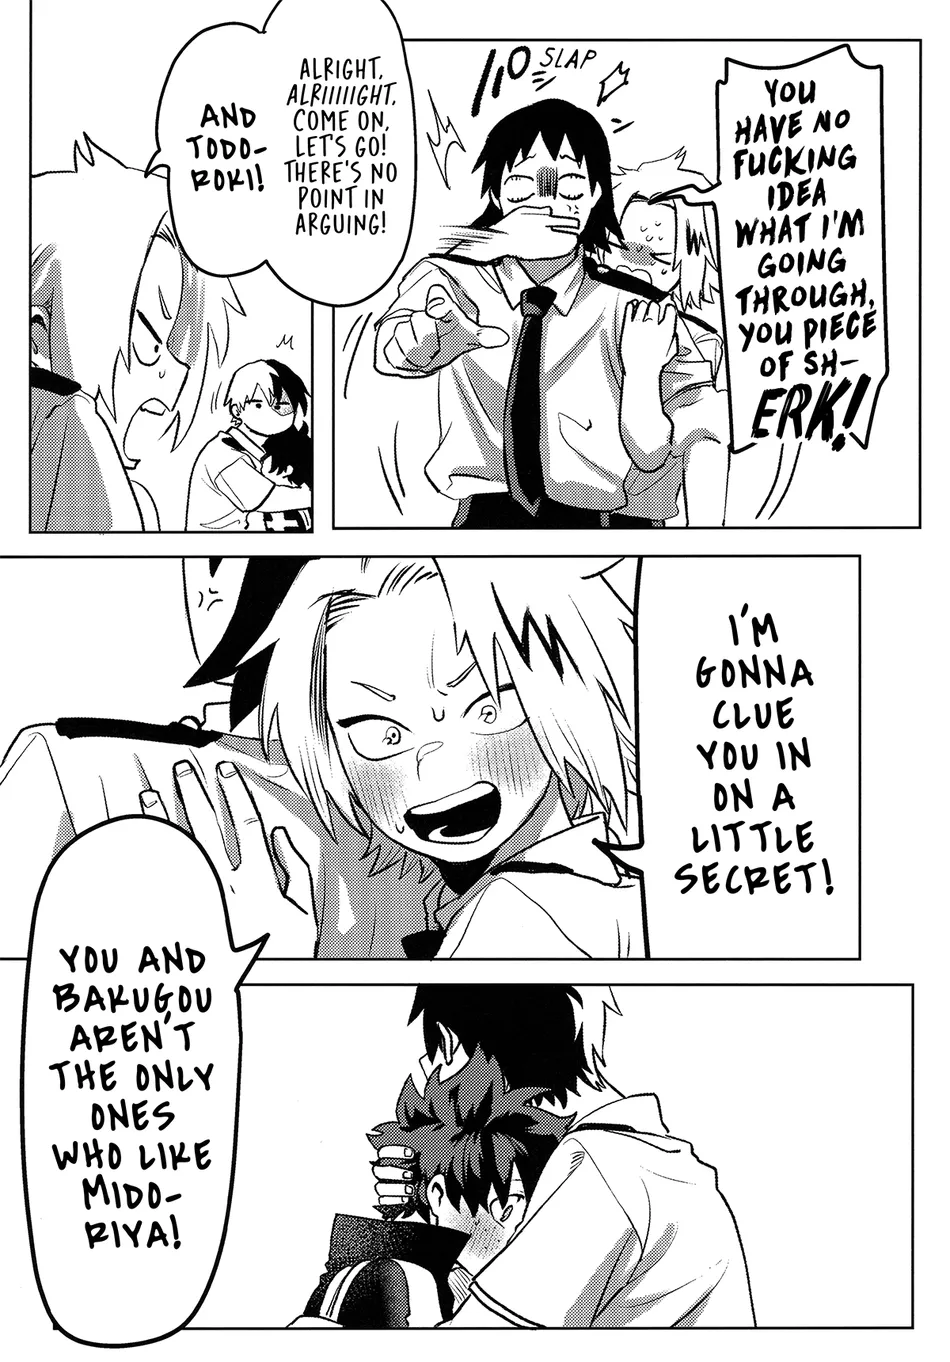 YOU
HAVE NO
FUCKING
IDEA
WHAT I'M
GOING
THROUGH,
YOU PIECE
OF SH-
ERK!
SLAP
ALRIGHT,
ALRIIIIIGHT,
COME ON,
LET'S GO!
THERE'S NO
POINT IN
ARGUING!
AND
TODO-
ROKI!
I'M
GONNA
CLUE
YOU IN
ON A
LITTLE
SECRET!
YOU AND
BAKUGOU
AREN'T
THE ONLY
ONES
WHO LIKE
MIDO-
RIYA!